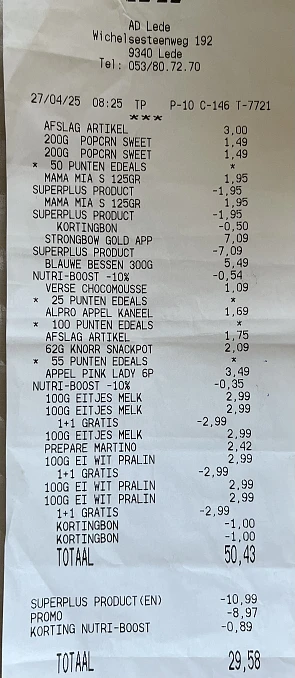 AD Lede
Wichelsesteenweg 192
9340 Lede
Tel: 053/80.72.70
27/04/25 08:25 TP P-10 C-146 T-7721
***
AFSLAG ARTIKEL 3,00
200G POPCRN SWEET 1,49
200G POPCRN SWEET 1,49
* 50 PUNTEN EDEALS *
MAMA MIA S 125GR 1,95
SUPERPLUS PRODUCT -1,95
MAMA MIA S 125GR 1,95
SUPERPLUS PRODUCT -1,95
KORTINGBON -0,50
STRONGBOW GOLD APP 7,09
SUPERPLUS PRODUCT -7,09
BLAUWE BESSEN 300G 5,49
NUTRI-BOOST -10% -0,54
VERSE CHOCOMOUSSE 1,09
* 25 PUNTEN EDEALS *
ALPRO APPEL KANEEL 1,69
* 100 PUNTEN EDEALS *
AFSLAG ARTIKEL 1,75
62G KNORR SNACKPOT 2,09
* 55 PUNTEN EDEALS *
APPEL PINK LADY 6P 3,49
NUTRI-BOOST -10% -0,35
100G EITJES MELK 2,99
100G EITJES MELK 2,99
1+1 GRATIS -2,99
100G EITJES MELK 2,99
PREPARE MARTINO 2,42
100G EI WIT PRALIN 2,99
1+1 GRATIS -2,99
100G EI WIT PRALIN 2,99
100G EI WIT PRALIN 2,99
1+1 GRATIS -2,99
KORTINGBON -1,00
KORTINGBON -1,00
TOTAAL 50,43
SUPERPLUS PRODUCT(EN) -10,99
PROMO -8,97
KORTING NUTRI-BOOST -0,89
TOTAAL 29,58